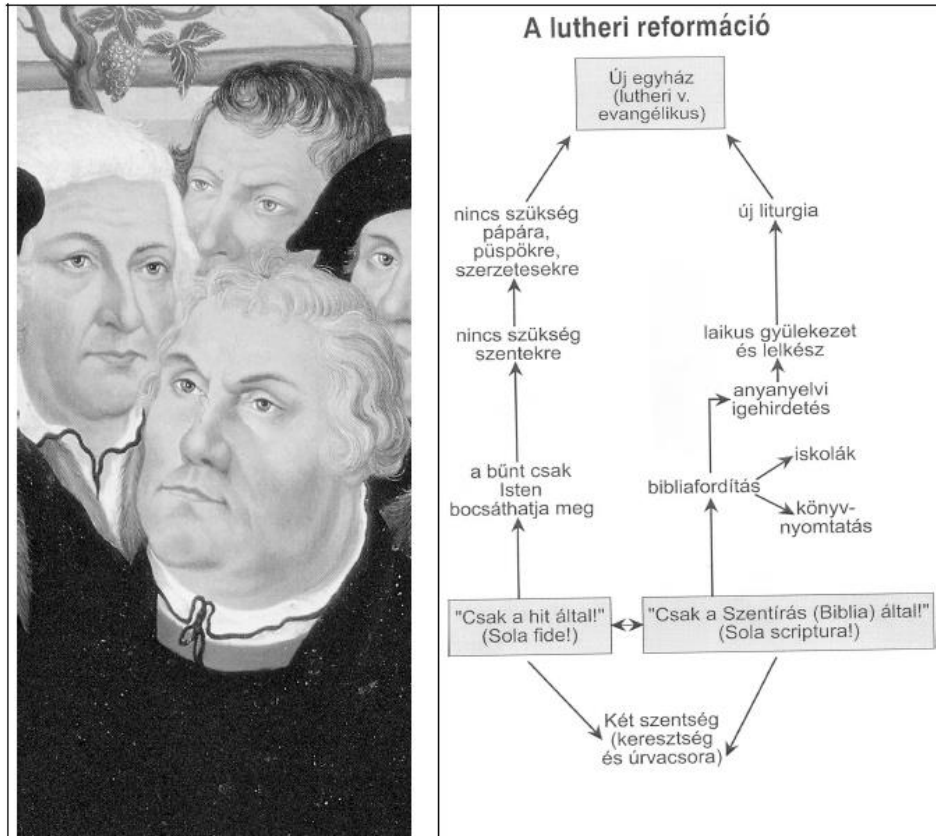 A lutheri reformáció
Új egyház
(lutheri v.
evangélikus)
nincs szükség
pápára,
püspökre,
szerzetesekre
új liturgia
nincs szükség
szentekre
laikus gyülekezet
és lelkész
anyanyelvi
igehirdetés
a bűnt csak
Isten
bocsáthatja meg
bibliafordítás
iskolák
könyv-
nyomtatás
"Csak a hit által!"
(Sola fide!)
"Csak a Szentírás (Biblia) által!"
(Sola scriptura!)
Két szentség
(keresztség
és úrvacsora)